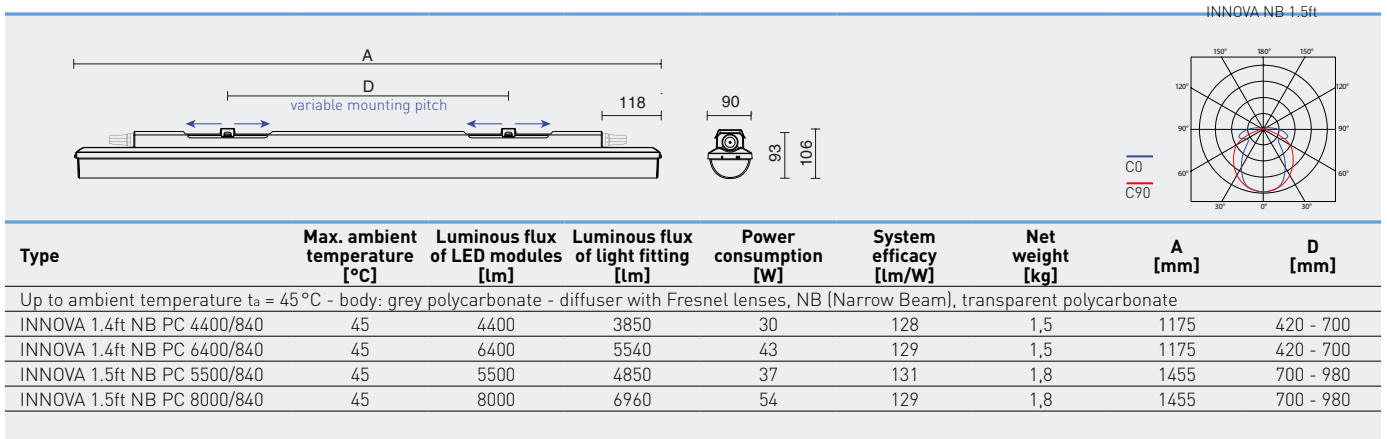 INNOVA NB 1.5ft
A
D
variable mounting pitch
118
90
93
106
150° 180° 150°
120° 120°
90° 90°
60° 60°
30° 0° 30°
C0
C90
Type Max. ambient temperature [°C] Luminous flux of LED modules [lm] Luminous flux of light fitting [lm] Power consumption [W] System efficacy [lm/W] Net weight [kg] A [mm] D [mm]
Up to ambient temperature ta = 45°C - body: grey polycarbonate - diffuser with Fresnel lenses, NB (Narrow Beam), transparent polycarbonate
INNOVA 1.4ft NB PC 4400/840 45 4400 3850 30 128 1,5 1175 420 - 700
INNOVA 1.4ft NB PC 6400/840 45 6400 5540 43 129 1,5 1175 420 - 700
INNOVA 1.5ft NB PC 5500/840 45 5500 4850 37 131 1,8 1455 700 - 980
INNOVA 1.5ft NB PC 8000/840 45 8000 6960 54 129 1,8 1455 700 - 980